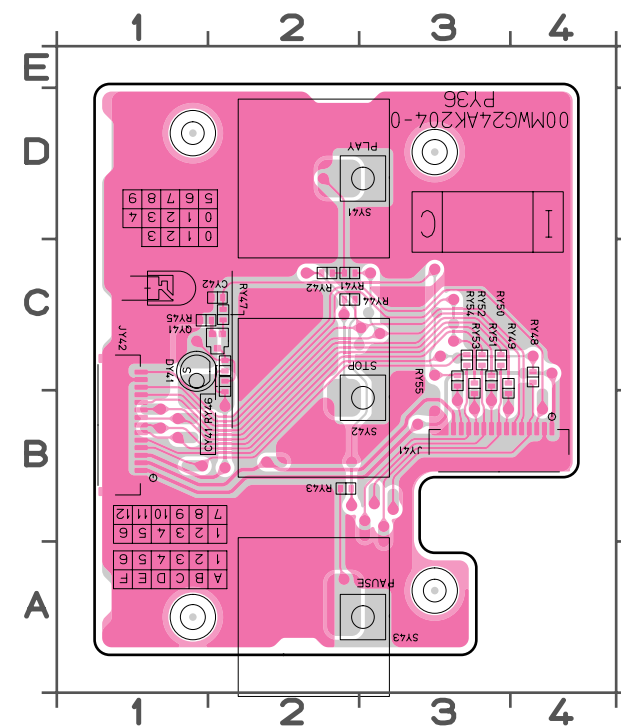 1 2 3 4
E
D
C
B
A
PY36
00MWG24AK204-0
PLAY
SY41
5 6 7 8 9
0 1 2 3 4
0 1 2 3
C I
CY42
RY47
RY42
RY41
RY44
RY45
QY41
JY42
DY41
S
STOP
RY54
RY52
RY50
RY53
RY51
RY49
RY48
RY55
CY41
RY46
SY42
JY41
RY43
7 8 9 10 11 12
1 2 3 4 5 6
1 2 3 4 5 6
A B C D E F
PAUSE
SY43
1 2 3 4